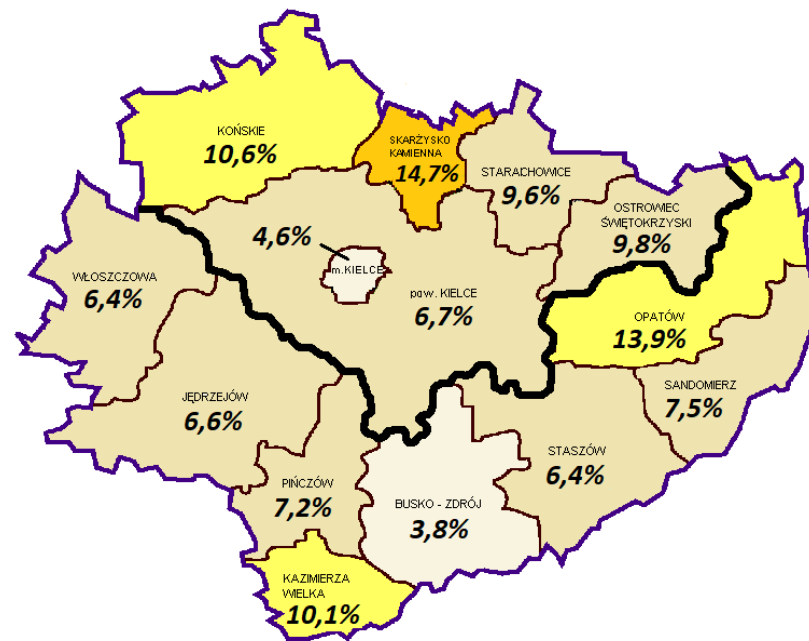 KOŃSKIE
10,6%
SKARŻYSKO
KAMIENNA
14,7%
STARACHOWICE
9,6%
OSTROWIEC
ŚWIĘTOKRZYSKI
9,8%
4,6%
m.KIELCE
WŁOSZCZOWA
6,4%
pow. KIELCE
6,7%
OPATÓW
13,9%
JĘDRZEJÓW
6,6%
SANDOMIERZ
7,5%
STASZÓW
6,4%
PIŃCZÓW
7,2%
BUSKO - ZDRÓJ
3,8%
KAZIMIERZA
WIELKA
10,1%